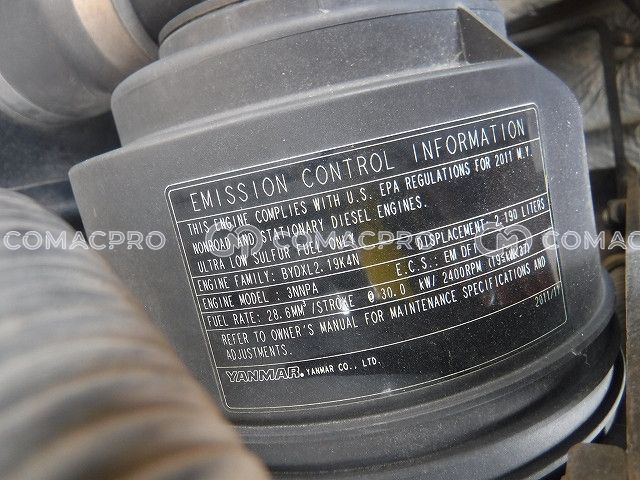 EMISSION CONTROL INFORMATION
THIS ENGINE COMPLIES WITH U.S. EPA REGULATIONS FOR 2011 M.Y.
NONROAD AND STATIONARY DIESEL ENGINES.
ULTRA LOW SULFUR FUEL ONLY
ENGINE FAMILY: BYDXL2.19K4N DISPLACEMENT: 2.190 LITERS
ENGINE MODEL: 3NNPA E.C.S.: EM DFI
FUEL RATE: 28.6MM³/STROKE @ 30.0 kW/ 2400RPM
REFER TO OWNER'S MANUAL FOR MAINTENANCE SPECIFICATIONS AND
ADJUSTMENTS. 2011/
YANMAR. YANMAR CO., LTD.
COMACPRO COMACPRO COMACPRO COMACPRO